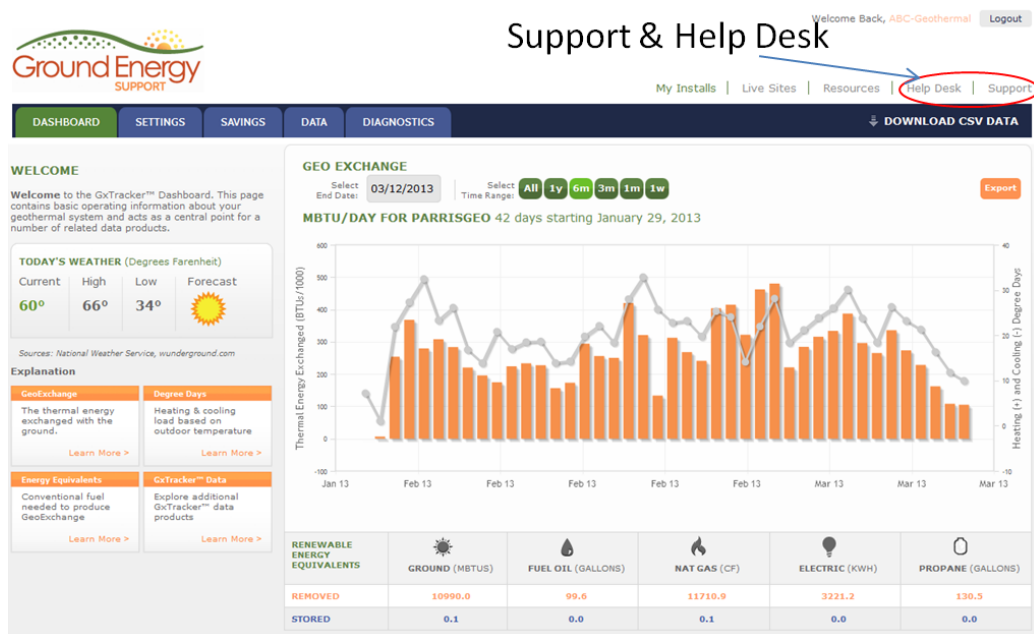 Welcome Back, ABC-Geothermal Logout
Support & Help Desk
Ground Energy
SUPPORT
My Installs | Live Sites | Resources | Help Desk | Support
DASHBOARD SETTINGS SAVINGS DATA DIAGNOSTICS DOWNLOAD CSV DATA
WELCOME
Welcome to the GxTracker™ Dashboard. This page
contains basic operating information about your
geothermal system and acts as a central point for a
number of related data products.
TODAY'S WEATHER (Degrees Farenheit)
Current High Low Forecast
60° 66° 34°
Sources: National Weather Service, wunderground.com
Explanation
GeoExchange
The thermal energy
exchanged with the
ground.
Learn More >
Degree Days
Heating & cooling
load based on
outdoor temperature
Learn More >
Energy Equivalents
Conventional fuel
needed to produce
GeoExchange
Learn More >
GxTracker™ Data
Explore additional
GxTracker™ data
products
Learn More >
GEO EXCHANGE
Select
End Date:
03/12/2013
Select
Time Range:
All 1y 6m 3m 1m 1w
Export
MBTU/DAY FOR PARRISGEO 42 days starting January 29, 2013
Thermal Energy Exchanged (BTUs/1000)
600
500
400
300
200
100
0
-100
40
30
20
10
0
-10
Heating (+) and Cooling (-) Degree Days
Jan 13 Feb 13 Feb 13 Feb 13 Feb 13 Feb 13 Mar 13 Mar 13 Mar 13
RENEWABLE
ENERGY
EQUIVALENTS
GROUND (MBTUS) FUEL OIL (GALLONS) NAT GAS (CF) ELECTRIC (KWH) PROPANE (GALLONS)
REMOVED 10990.0 99.6 11710.9 3221.2 130.5
STORED 0.1 0.0 0.1 0.0 0.0